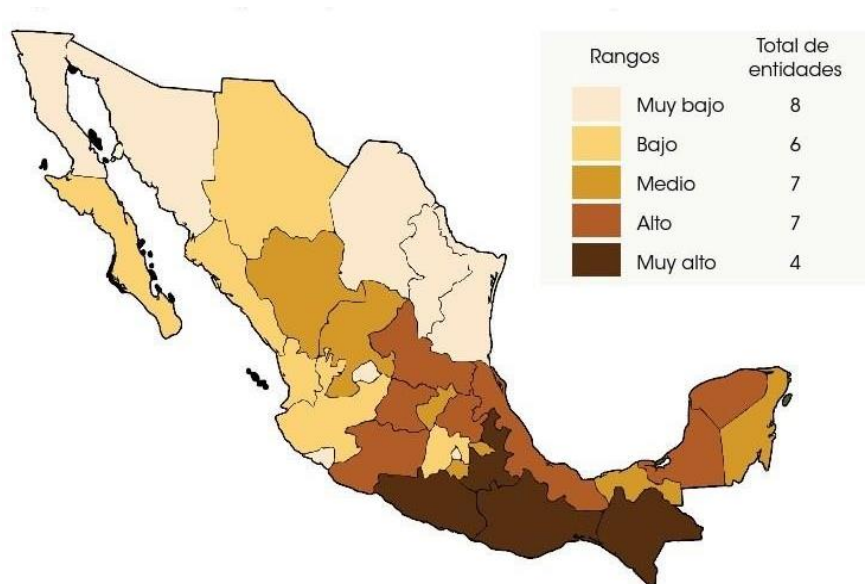 Rangos Total de entidades
Muy bajo 8
Bajo 6
Medio 7
Alto 7
Muy alto 4